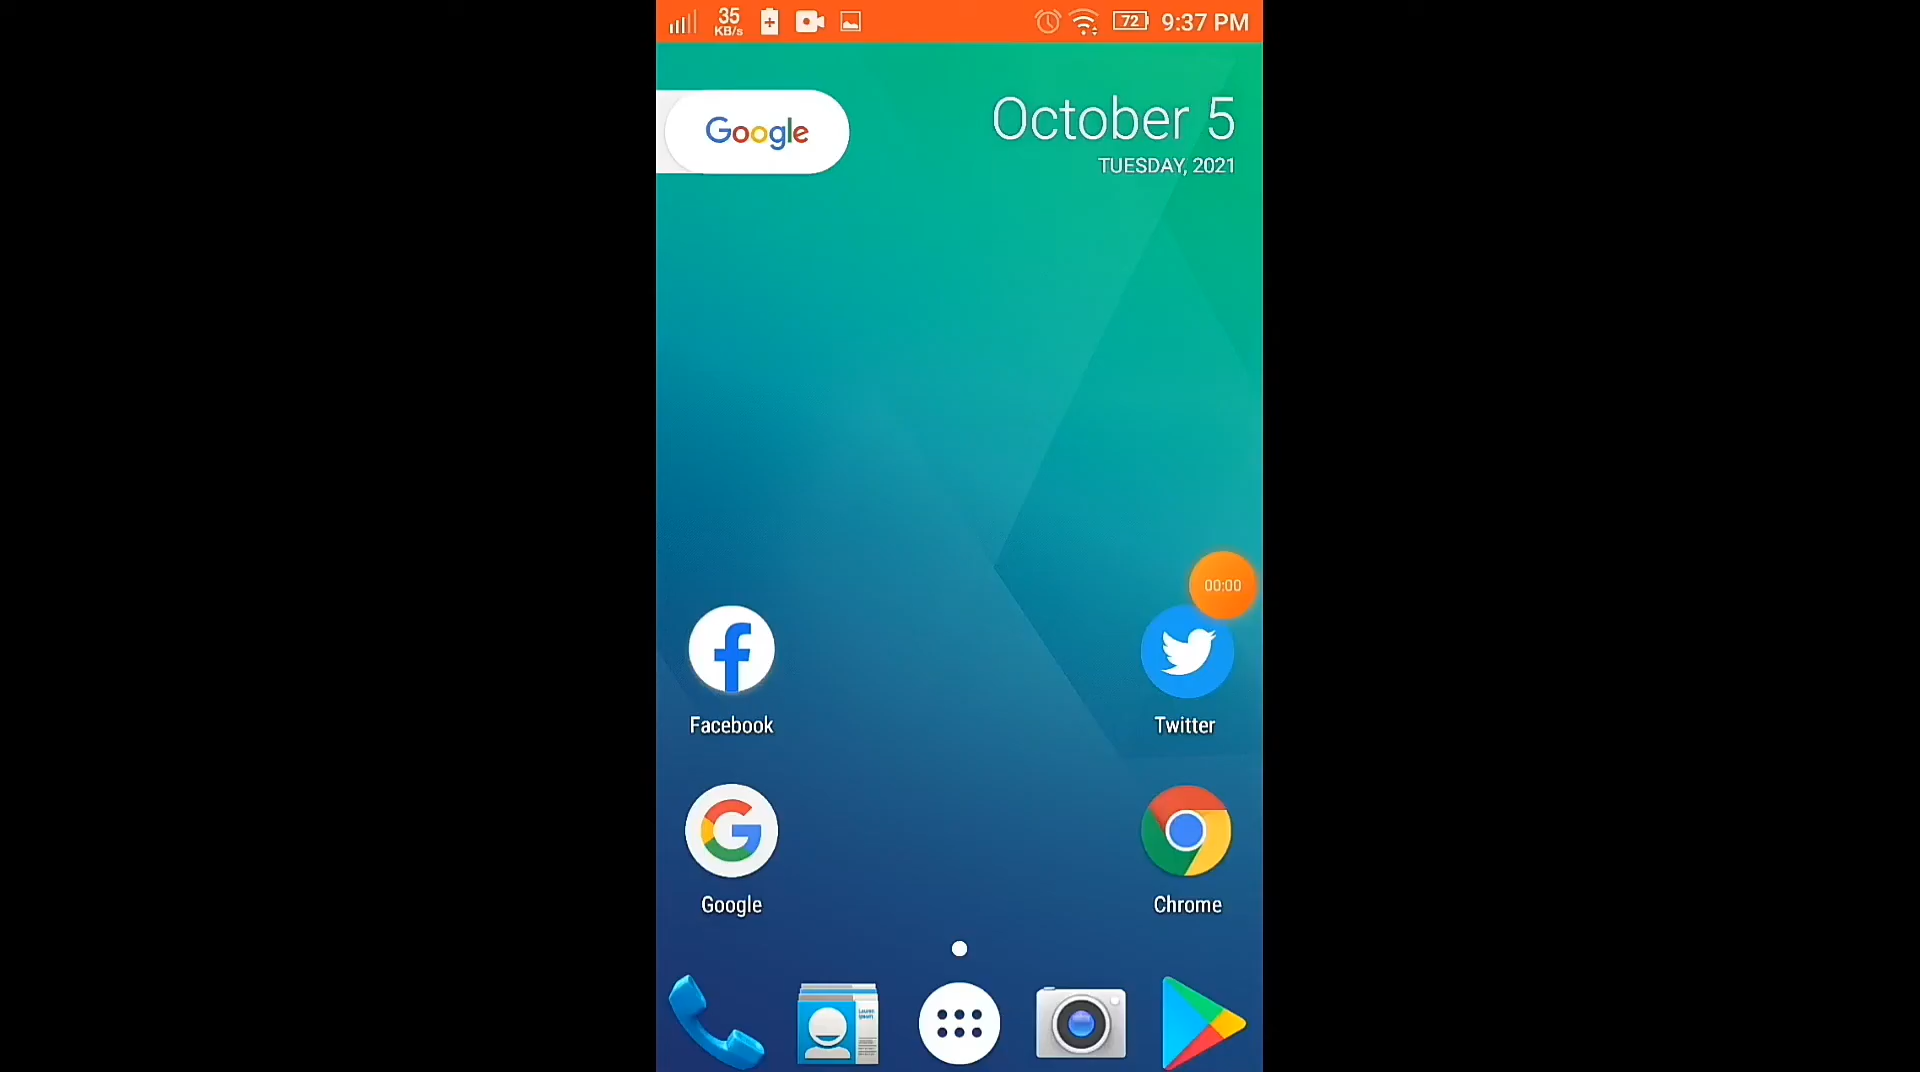 35
KB/s
72
9:37 PM
Google
October 5
TUESDAY, 2021
00:00
Facebook
Twitter
Google
Chrome